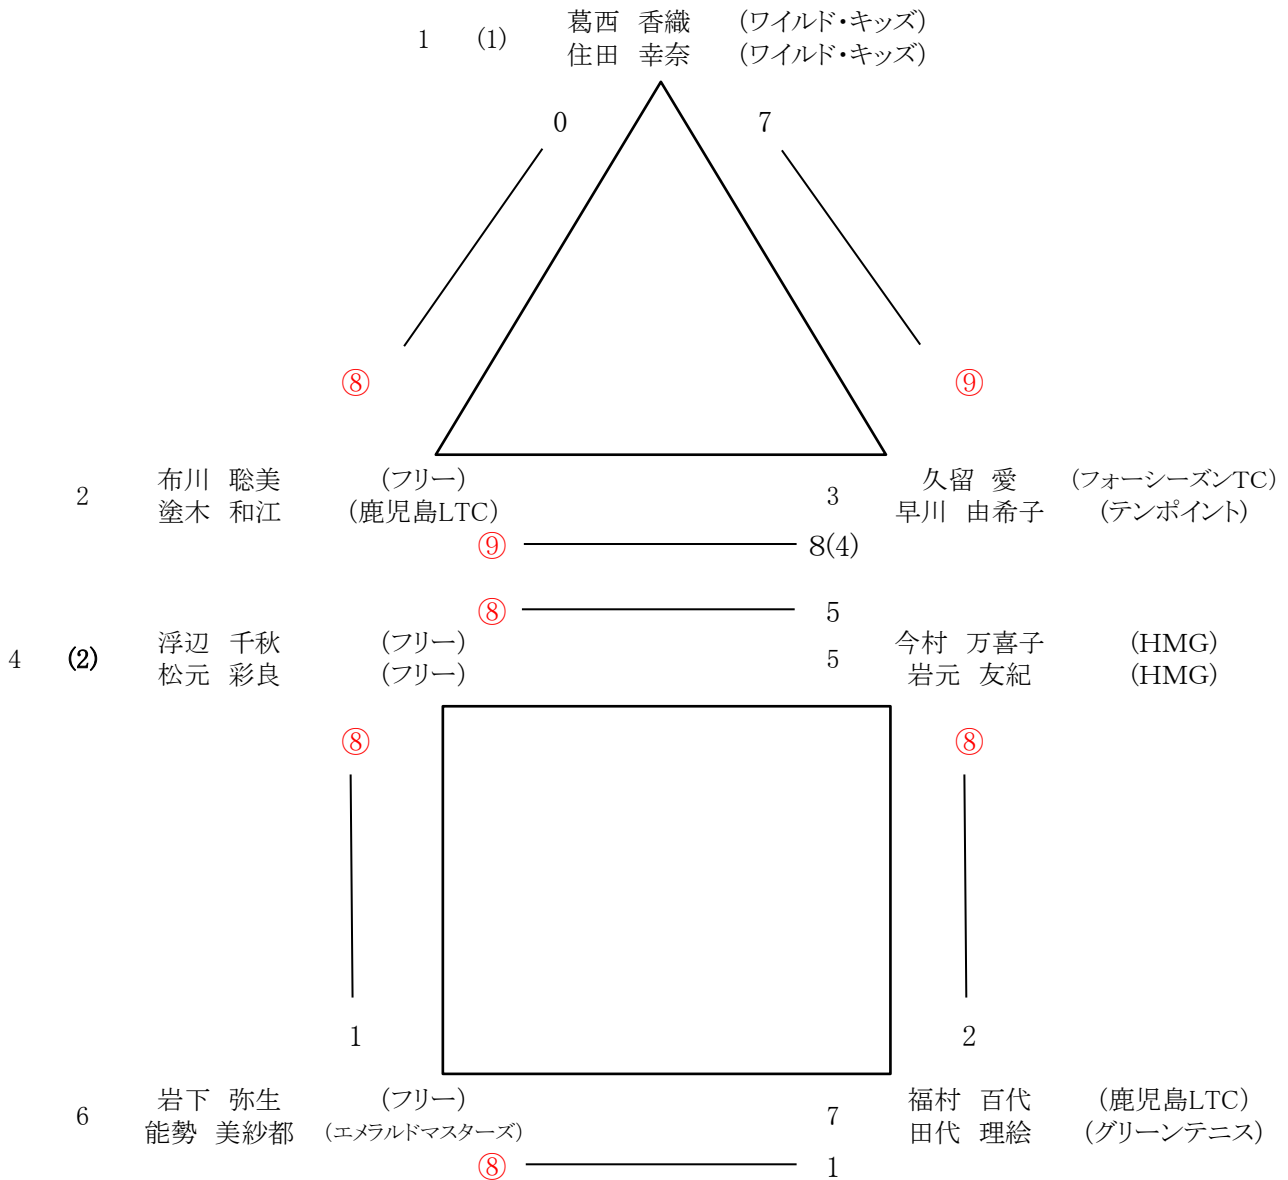 1 (1) 葛西 香織 (ワイルド・キッズ)
住田 幸奈 (ワイルド・キッズ)
0 7
⑧ ⑨
2 布川 聡美 (フリー) 3 久留 愛 (フォーシーズンTC)
塗木 和江 (鹿児島LTC) 早川 由希子 (テンポイント)
⑨ 8(4)
⑧ 5
4 (2) 浮辺 千秋 (フリー) 5 今村 万喜子 (HMG)
松元 彩良 (フリー) 岩元 友紀 (HMG)
⑧ ⑧
1 2
6 岩下 弥生 (フリー) 7 福村 百代 (鹿児島LTC)
能勢 美紗都 (エメラルドマスターズ) 田代 理絵 (グリーンテニス)
⑧ 1